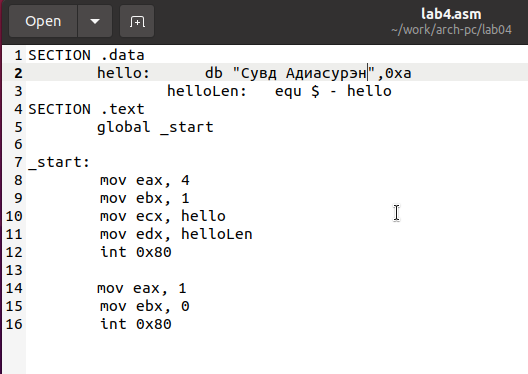 Open
lab4.asm
~/work/arch-pc/lab04
1 SECTION .data
2 hello: db "Сувд Адиасурэн",0xa
3 helloLen: equ $ - hello
4 SECTION .text
5 global _start
6
7 _start:
8 mov eax, 4
9 mov ebx, 1
10 mov ecx, hello
11 mov edx, helloLen
12 int 0x80
13
14 mov eax, 1
15 mov ebx, 0
16 int 0x80